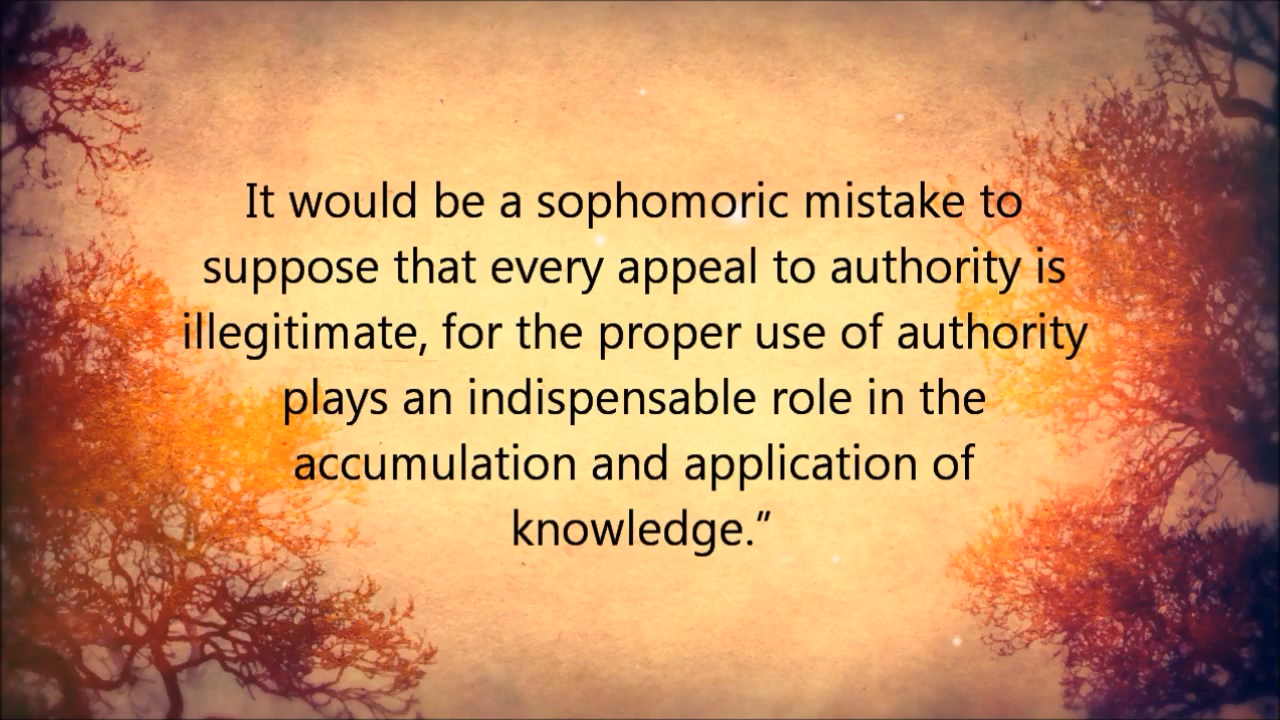 It would be a sophomoric mistake to
suppose that every appeal to authority is
illegitimate, for the proper use of authority
plays an indispensable role in the
accumulation and application of
knowledge.”